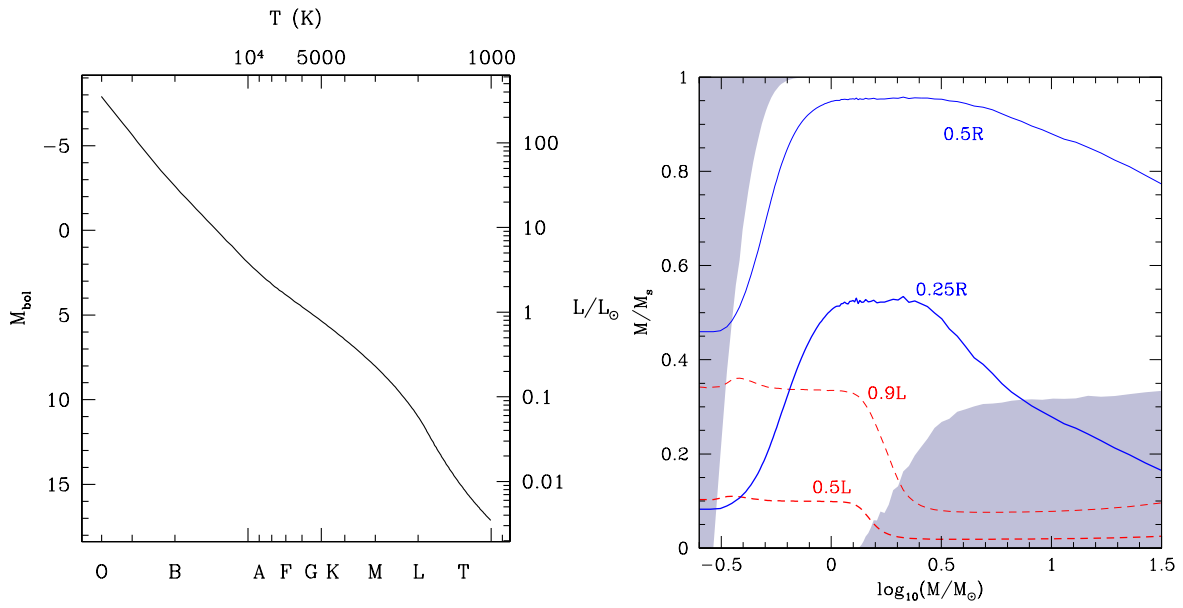 T (K)
10⁴ 5000 1000
−5
0
5
10
15
M_bol
100
10
1
0.1
0.01
L/L⊙
O B A F G K M L T
1
0.8
0.6
0.4
0.2
0
M/M_s
0.5R
0.25R
0.9L
0.5L
−0.5 0 0.5 1 1.5
log₁₀(M/M⊙)